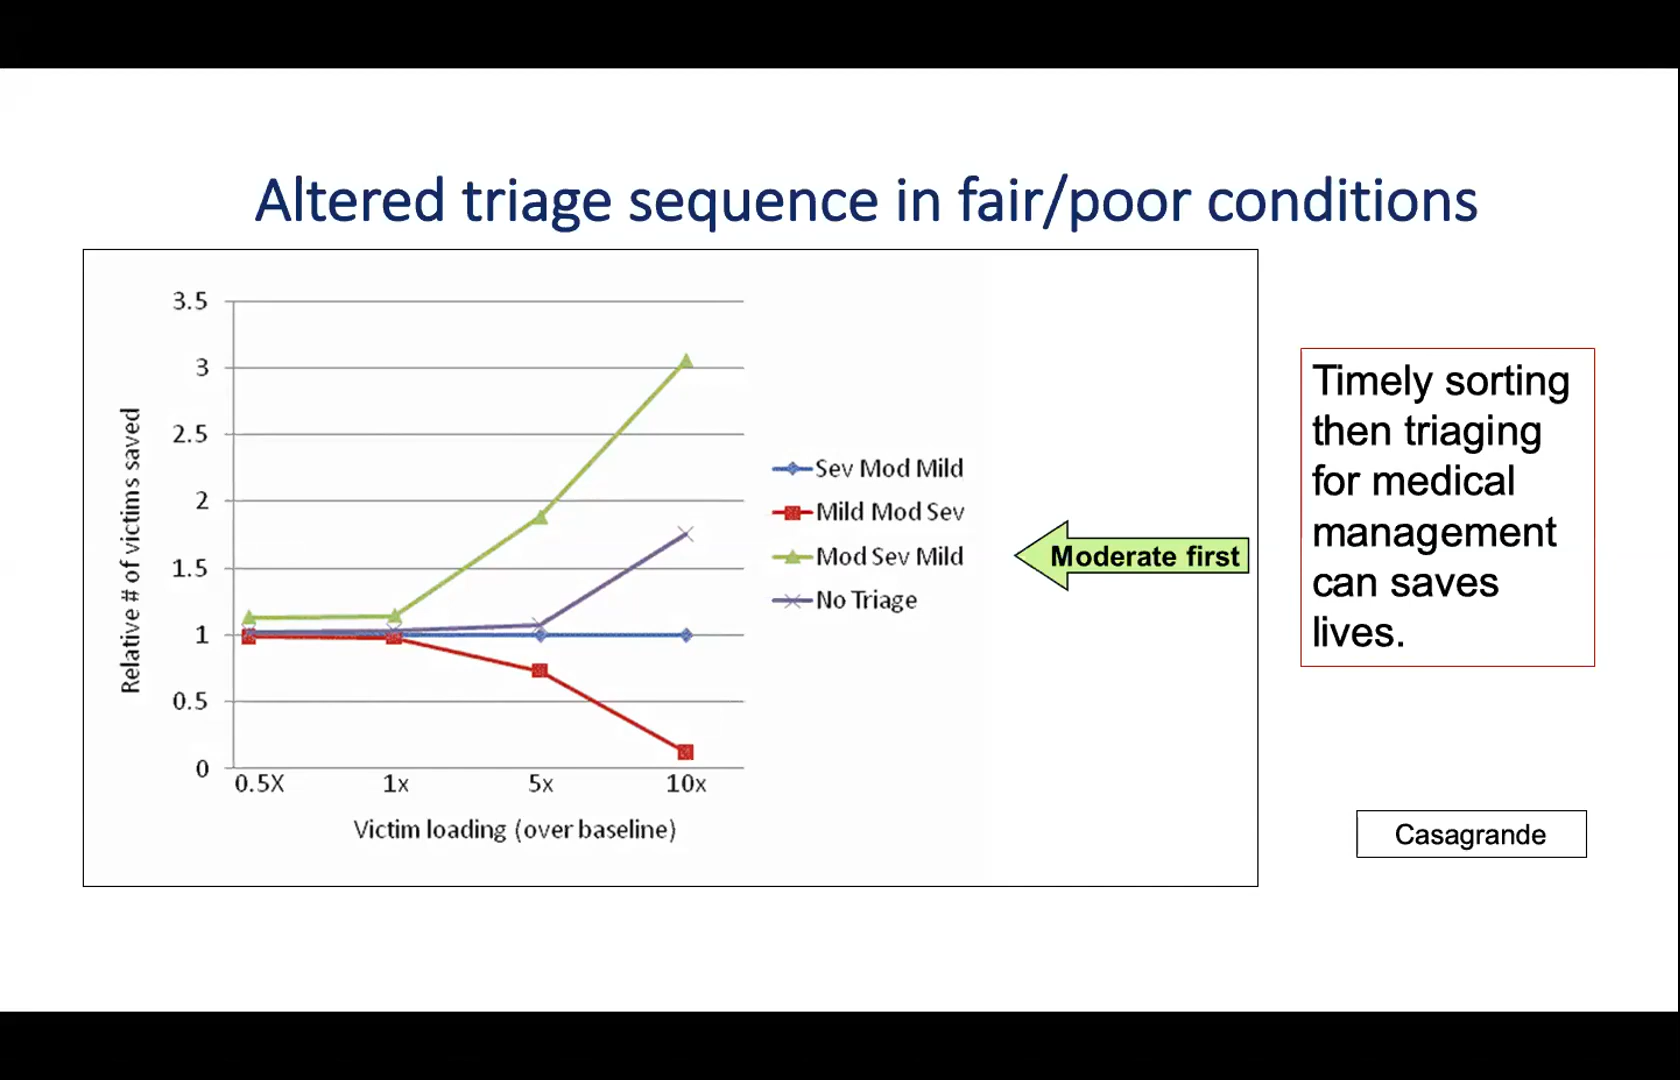 Altered triage sequence in fair/poor conditions
3.5
3
2.5
2
1.5
1
0.5
0
Relative # of victims saved
0.5X 1x 5x 10x
Victim loading (over baseline)
Sev Mod Mild
Mild Mod Sev
Mod Sev Mild
No Triage
Moderate first
Timely sorting
then triaging
for medical
management
can saves
lives.
Casagrande